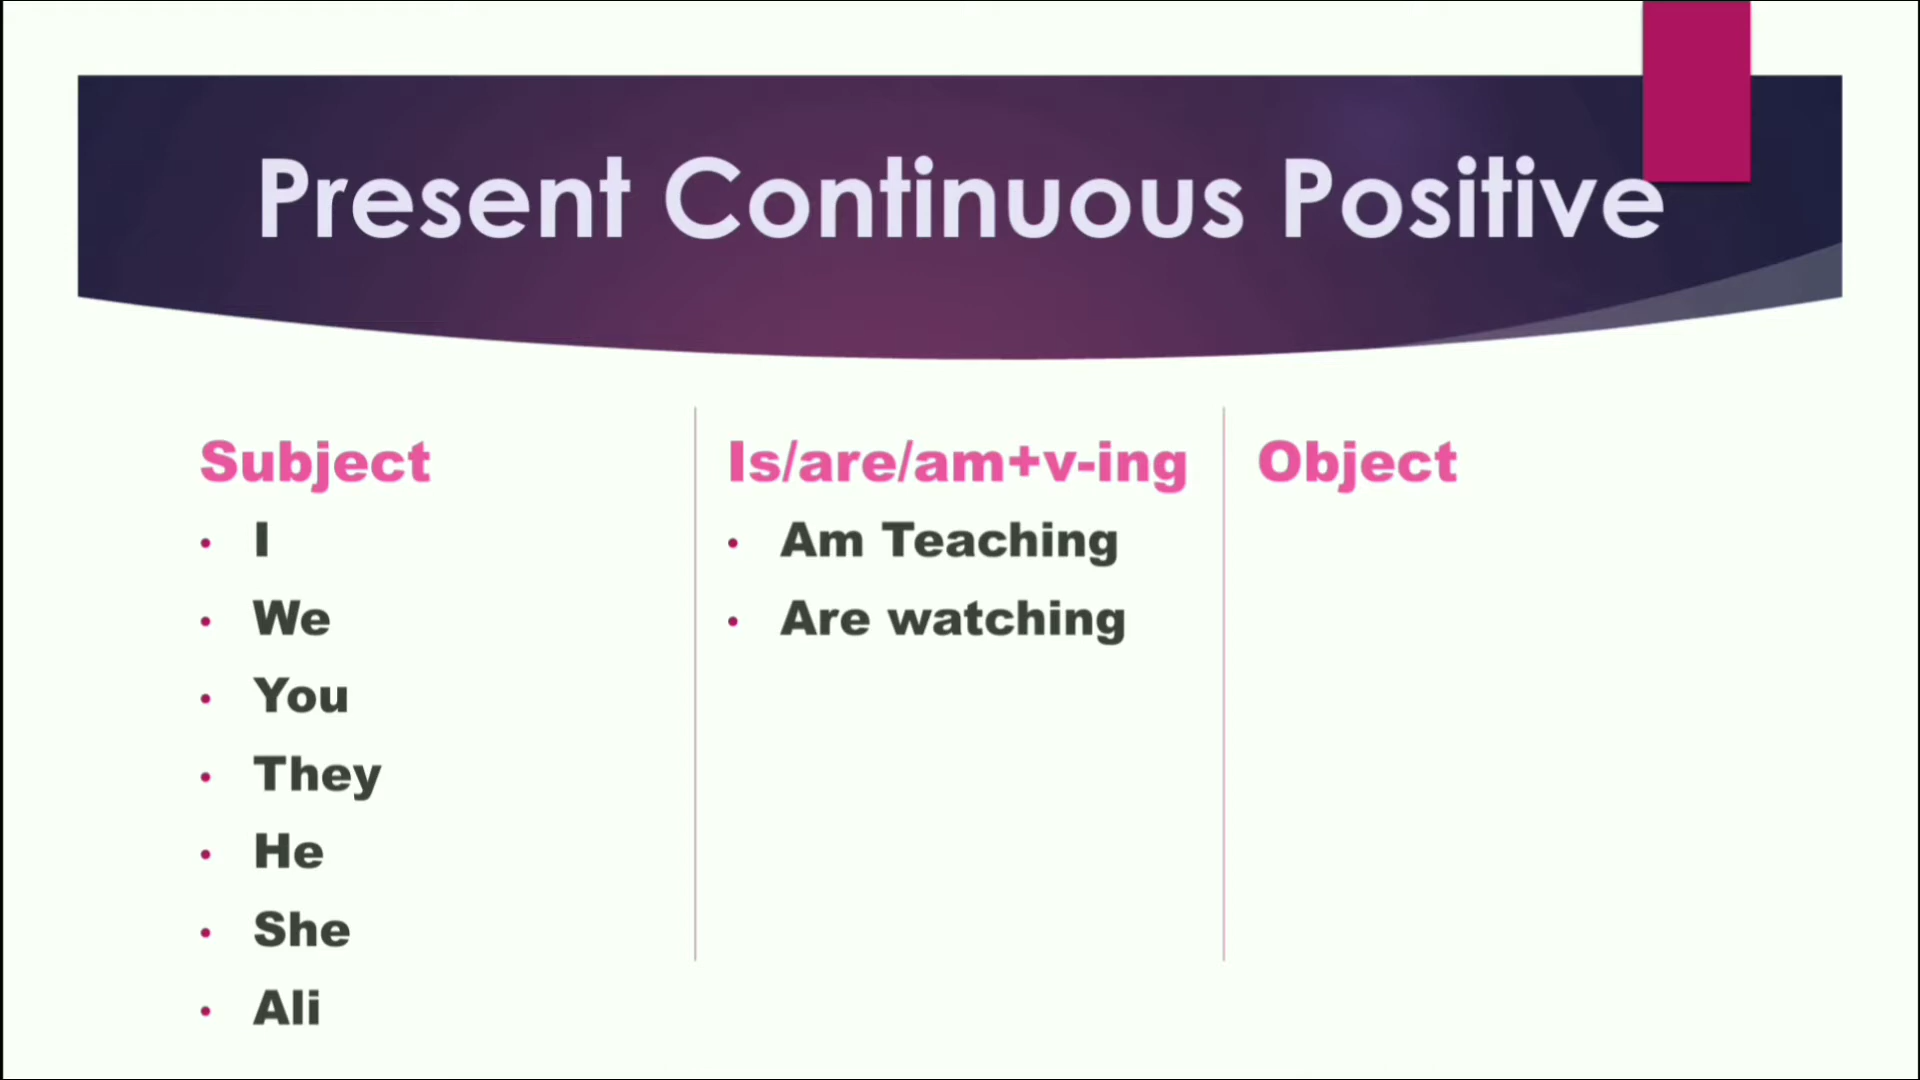 Present Continuous Positive
Subject
• I
• We
• You
• They
• He
• She
• Ali
Is/are/am+v-ing
• Am Teaching
• Are watching
Object